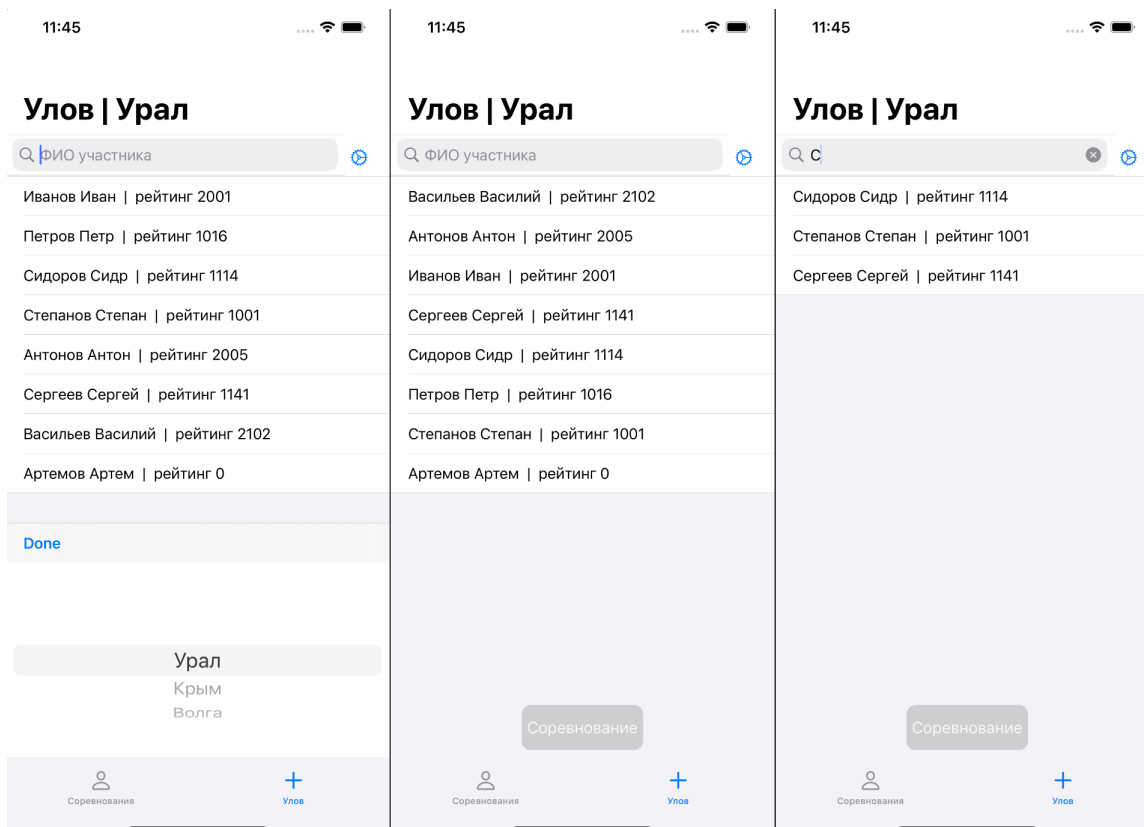 11:45
Улов | Урал
ФИО участника
Иванов Иван | рейтинг 2001
Петров Петр | рейтинг 1016
Сидоров Сидр | рейтинг 1114
Степанов Степан | рейтинг 1001
Антонов Антон | рейтинг 2005
Сергеев Сергей | рейтинг 1141
Васильев Василий | рейтинг 2102
Артемов Артем | рейтинг 0
Done
Урал
Крым
Волга
Соревнования
Улов
11:45
Улов | Урал
ФИО участника
Васильев Василий | рейтинг 2102
Антонов Антон | рейтинг 2005
Иванов Иван | рейтинг 2001
Сергеев Сергей | рейтинг 1141
Сидоров Сидр | рейтинг 1114
Петров Петр | рейтинг 1016
Степанов Степан | рейтинг 1001
Артемов Артем | рейтинг 0
Соревнование
Соревнования
Улов
11:45
Улов | Урал
С
Сидоров Сидр | рейтинг 1114
Степанов Степан | рейтинг 1001
Сергеев Сергей | рейтинг 1141
Соревнование
Соревнования
Улов